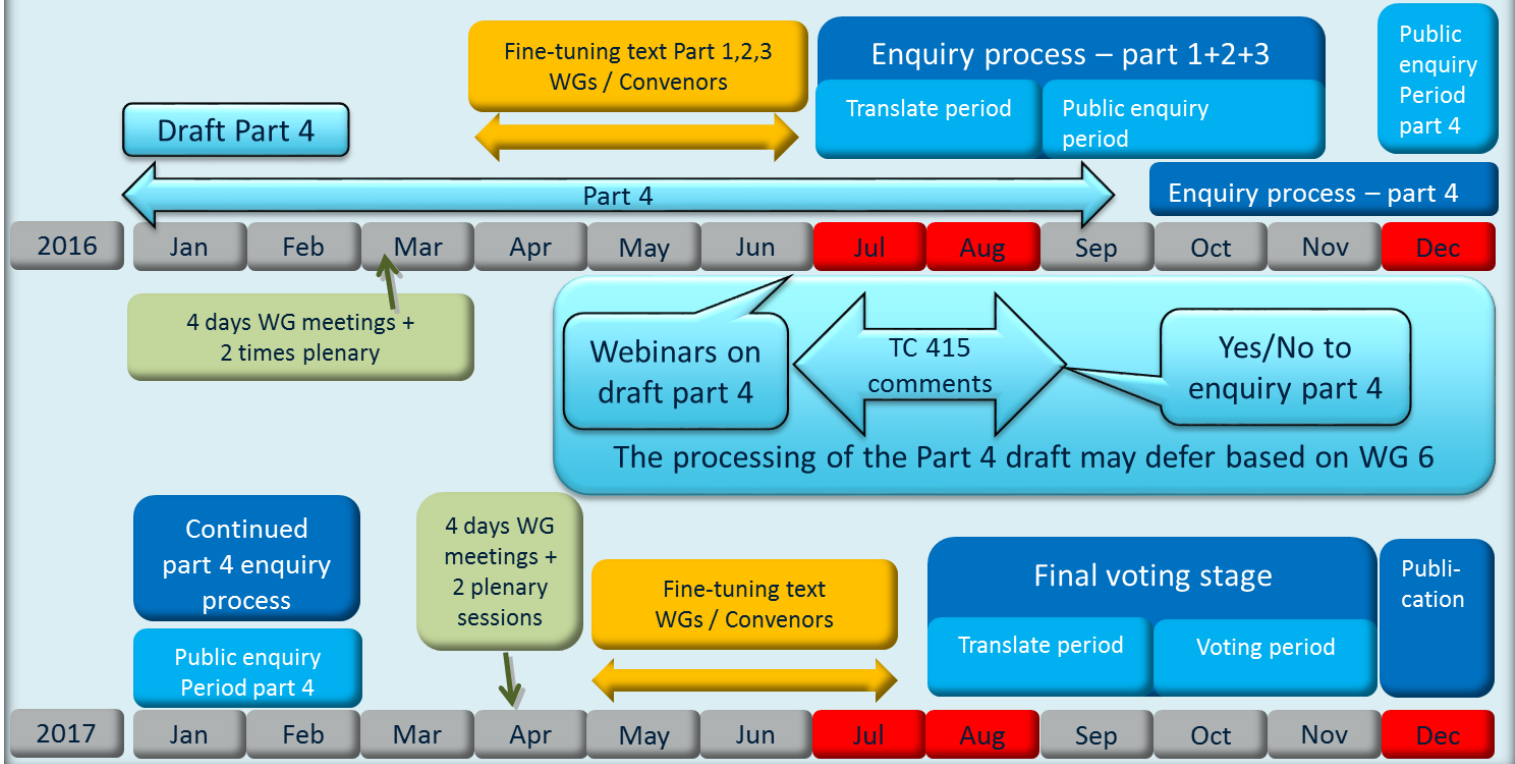 Fine-tuning text Part 1,2,3
WGs / Convenors
Enquiry process – part 1+2+3
Translate period
Public enquiry
period
Public
enquiry
Period
part 4
Draft Part 4
Part 4
Enquiry process – part 4
2016
Jan
Feb
Mar
Apr
May
Jun
Jul
Aug
Sep
Oct
Nov
Dec
4 days WG meetings +
2 times plenary
Webinars on
draft part 4
TC 415
comments
Yes/No to
enquiry part 4
The processing of the Part 4 draft may defer based on WG 6
Continued
part 4 enquiry
process
Public enquiry
Period part 4
4 days WG
meetings +
2 plenary
sessions
Fine-tuning text
WGs / Convenors
Final voting stage
Translate period
Voting period
Publi-
cation
2017
Jan
Feb
Mar
Apr
May
Jun
Jul
Aug
Sep
Oct
Nov
Dec